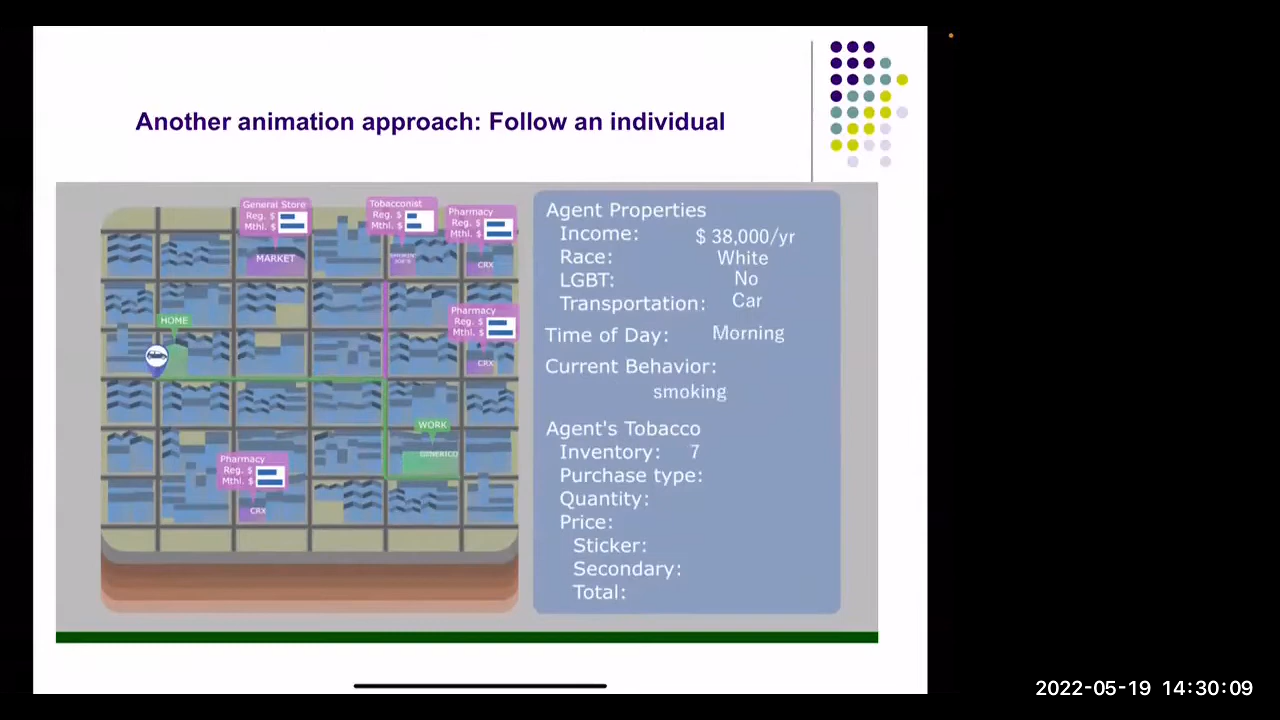 Another animation approach: Follow an individual
General Store
Reg. $
Mthl. $
MARKET
Tobacconist
Reg. $
Mthl. $
Pharmacy
Reg. $
Mthl. $
CRX
Pharmacy
Reg. $
Mthl. $
CRX
HOME
WORK
GENERICO
Pharmacy
Reg. $
Mthl. $
CRX
Agent Properties
Income: $ 38,000/yr
Race: White
LGBT: No
Transportation: Car
Time of Day: Morning
Current Behavior:
smoking
Agent's Tobacco
Inventory: 7
Purchase type:
Quantity:
Price:
Sticker:
Secondary:
Total:
2022-05-19 14:30:09